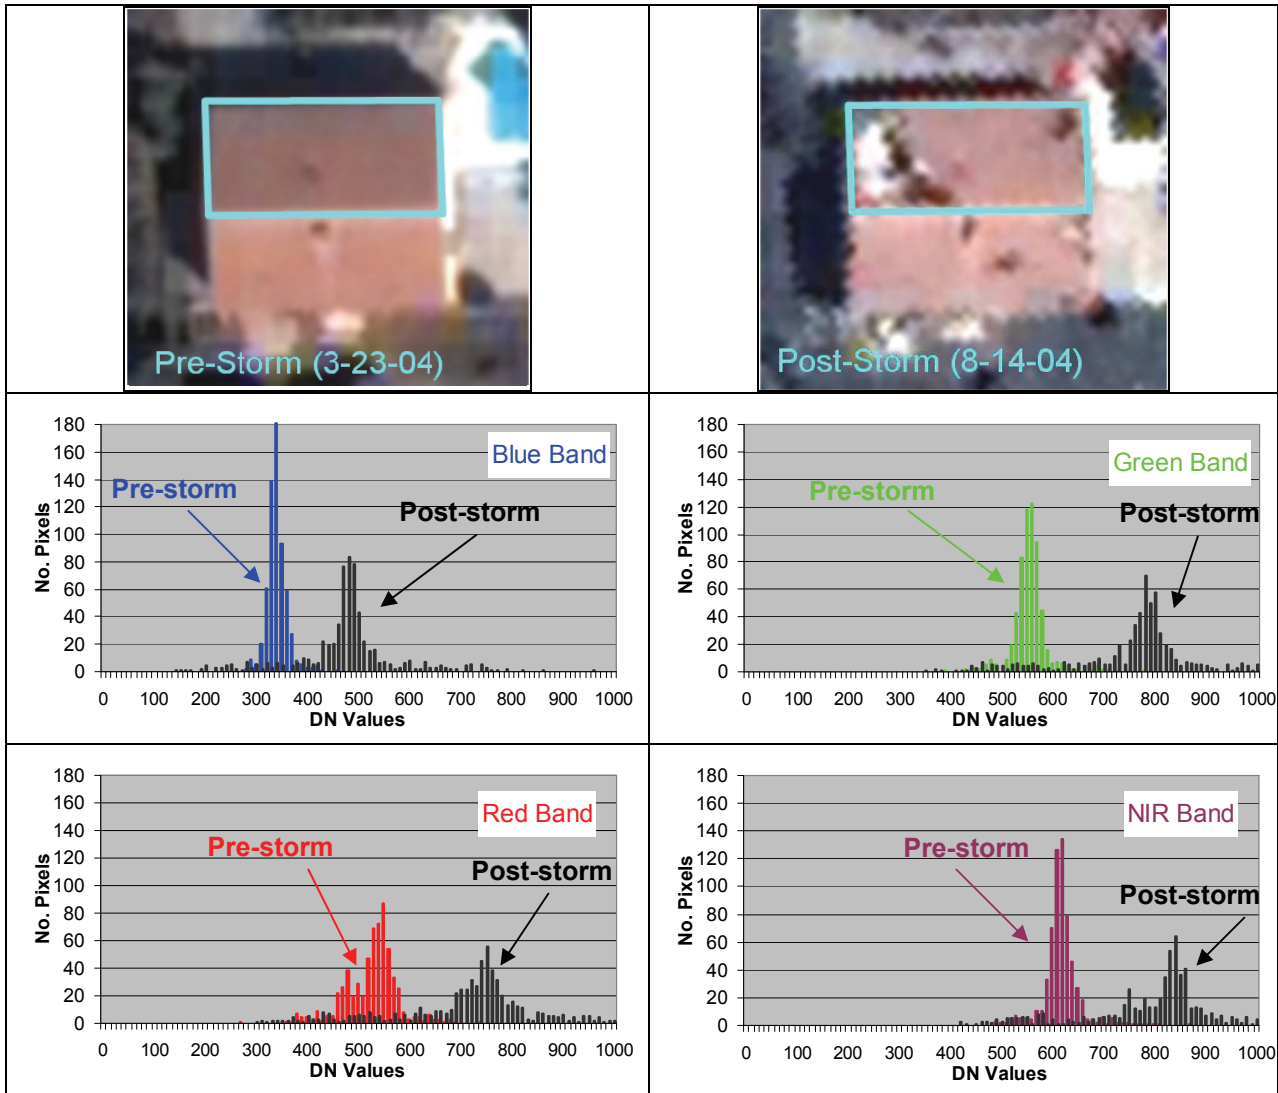 Pre-Storm (3-23-04)
Post-Storm (8-14-04)
180
160
140
120
100
80
60
40
20
0
No. Pixels
Blue Band
Pre-storm
Post-storm
0 100 200 300 400 500 600 700 800 900 1000
DN Values
180
160
140
120
100
80
60
40
20
0
No. Pixels
Green Band
Pre-storm
Post-storm
0 100 200 300 400 500 600 700 800 900 1000
DN Values
180
160
140
120
100
80
60
40
20
0
No. Pixels
Red Band
Pre-storm
Post-storm
0 100 200 300 400 500 600 700 800 900 1000
DN Values
180
160
140
120
100
80
60
40
20
0
No. Pixels
NIR Band
Pre-storm
Post-storm
0 100 200 300 400 500 600 700 800 900 1000
DN Values